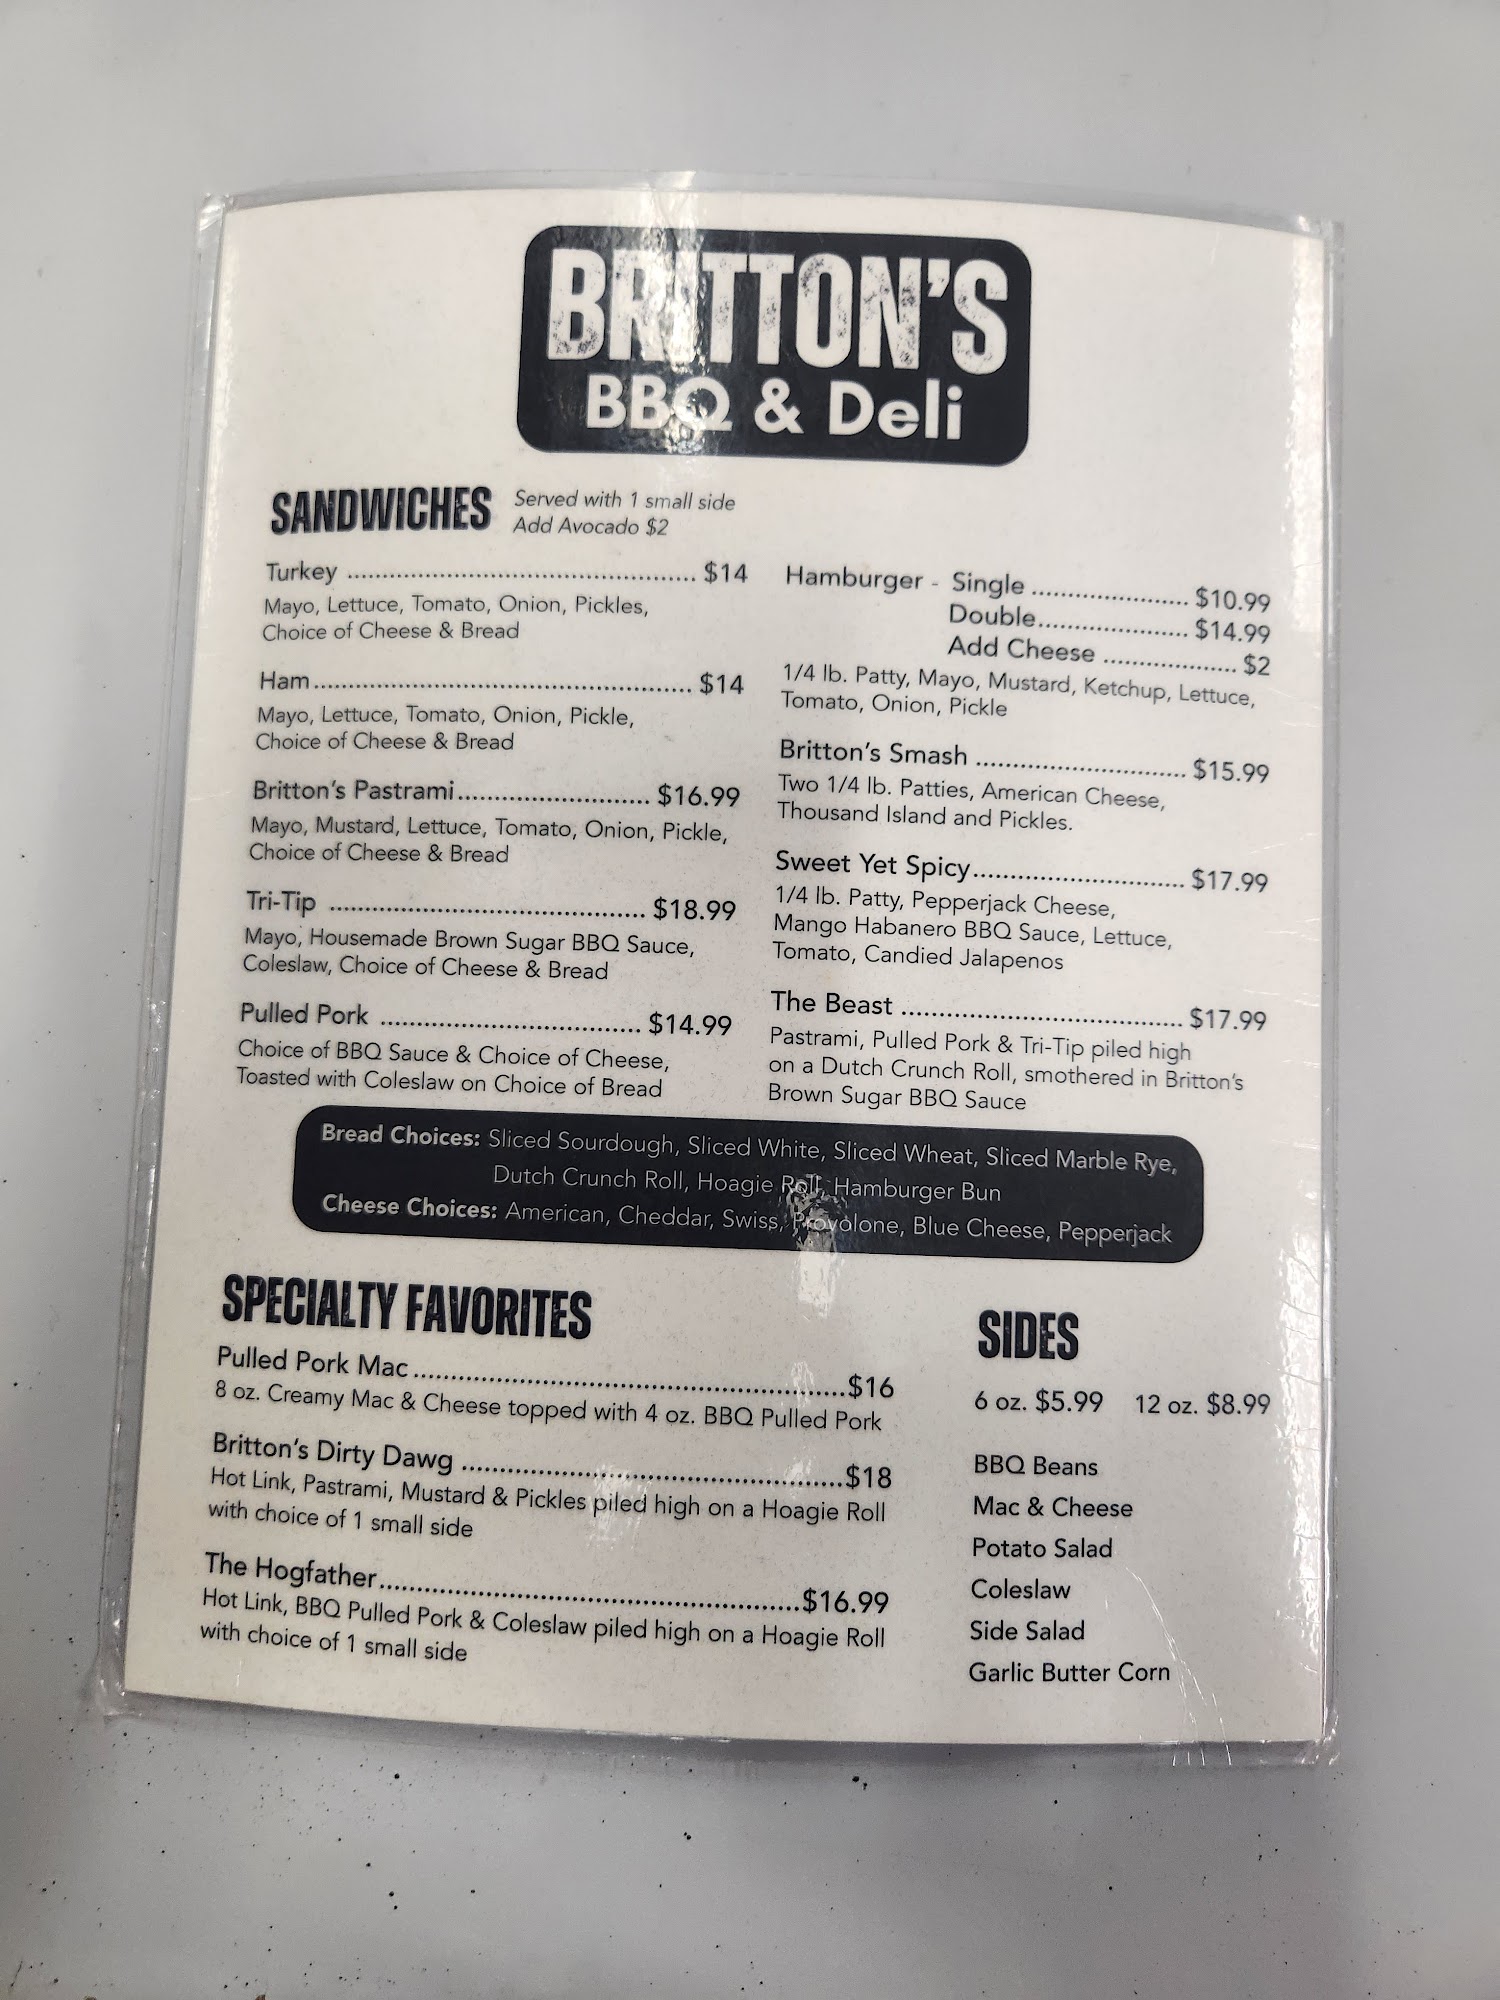 BRITTON'S
BBQ & Deli
SANDWICHES
Served with 1 small side
Add Avocado $2
Turkey ................................................ $14
Mayo, Lettuce, Tomato, Onion, Pickles,
Choice of Cheese & Bread
Ham .................................................... $14
Mayo, Lettuce, Tomato, Onion, Pickle,
Choice of Cheese & Bread
Britton's Pastrami .......................... $16.99
Mayo, Mustard, Lettuce, Tomato, Onion, Pickle,
Choice of Cheese & Bread
Tri-Tip ........................................... $18.99
Mayo, Housemade Brown Sugar BBQ Sauce,
Coleslaw, Choice of Cheese & Bread
Pulled Pork .................................... $14.99
Choice of BBQ Sauce & Choice of Cheese,
Toasted with Coleslaw on Choice of Bread
Hamburger - Single ...................... $10.99
Double ..................... $14.99
Add Cheese ................... $2
1/4 lb. Patty, Mayo, Mustard, Ketchup, Lettuce,
Tomato, Onion, Pickle
Britton's Smash ............................. $15.99
Two 1/4 lb. Patties, American Cheese,
Thousand Island and Pickles.
Sweet Yet Spicy ............................. $17.99
1/4 lb. Patty, Pepperjack Cheese,
Mango Habanero BBQ Sauce, Lettuce,
Tomato, Candied Jalapenos
The Beast ....................................... $17.99
Pastrami, Pulled Pork & Tri-Tip piled high
on a Dutch Crunch Roll, smothered in Britton's
Brown Sugar BBQ Sauce
Bread Choices: Sliced Sourdough, Sliced White, Sliced Wheat, Sliced Marble Rye,
Dutch Crunch Roll, Hoagie Roll, Hamburger Bun
Cheese Choices: American, Cheddar, Swiss, Provolone, Blue Cheese, Pepperjack
SPECIALTY FAVORITES
Pulled Pork Mac ............................................................ $16
8 oz. Creamy Mac & Cheese topped with 4 oz. BBQ Pulled Pork
Britton's Dirty Dawg ..................................................... $18
Hot Link, Pastrami, Mustard & Pickles piled high on a Hoagie Roll
with choice of 1 small side
The Hogfather .......................................................... $16.99
Hot Link, BBQ Pulled Pork & Coleslaw piled high on a Hoagie Roll
with choice of 1 small side
SIDES
6 oz. $5.99 12 oz. $8.99
BBQ Beans
Mac & Cheese
Potato Salad
Coleslaw
Side Salad
Garlic Butter Corn